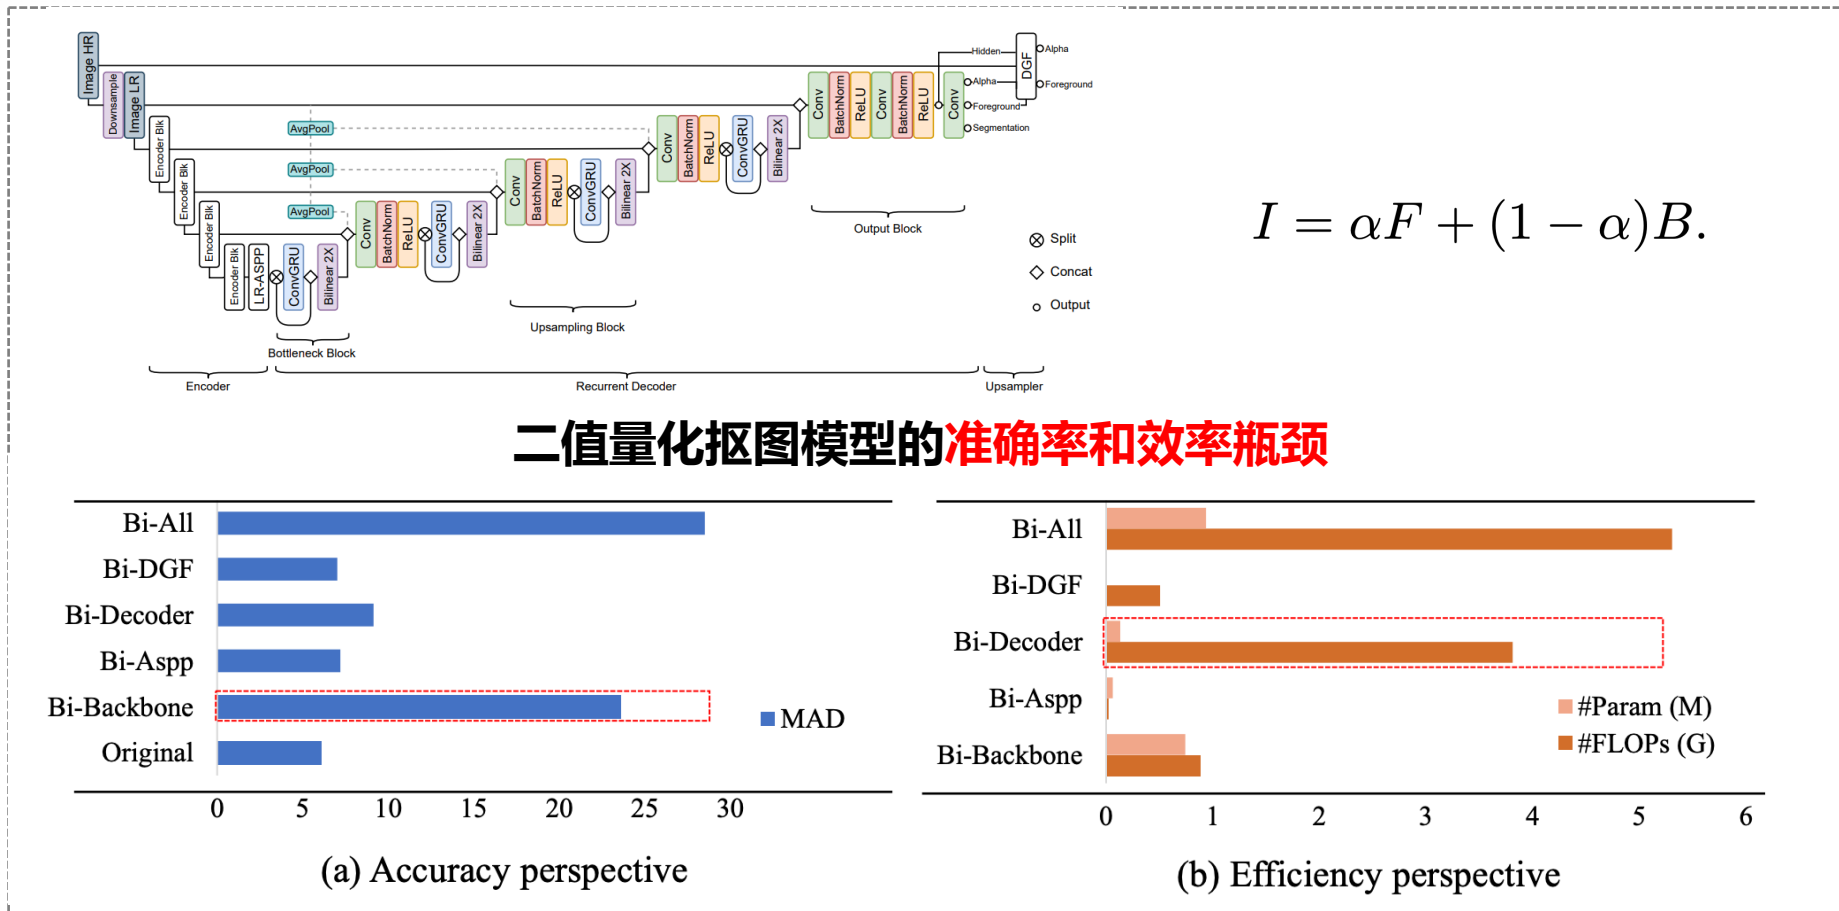 Image HR
Downsample
Image LR
Encoder Blk
Encoder Blk
Encoder Blk
Encoder Blk
LR-ASPP
ConvGRU
Bilinear 2X
AvgPool
AvgPool
AvgPool
Conv
BatchNorm
ReLU
ConvGRU
Bilinear 2X
Conv
BatchNorm
ReLU
ConvGRU
Bilinear 2X
Conv
BatchNorm
ReLU
ConvGRU
Bilinear 2X
Conv
BatchNorm
ReLU
Conv
BatchNorm
ReLU
Conv
Hidden
Alpha
Foreground
Segmentation
DGF
Alpha
Foreground
Output Block
Split
Concat
Output
Upsampling Block
Bottleneck Block
Encoder
Recurrent Decoder
Upsampler
I = αF + (1 − α)B.
二值量化抠图模型的准确率和效率瓶颈
Bi-All
Bi-DGF
Bi-Decoder
Bi-Aspp
Bi-Backbone
Original
MAD
0 5 10 15 20 25 30
(a) Accuracy perspective
Bi-All
Bi-DGF
Bi-Decoder
Bi-Aspp
Bi-Backbone
#Param (M)
#FLOPs (G)
0 1 2 3 4 5 6
(b) Efficiency perspective